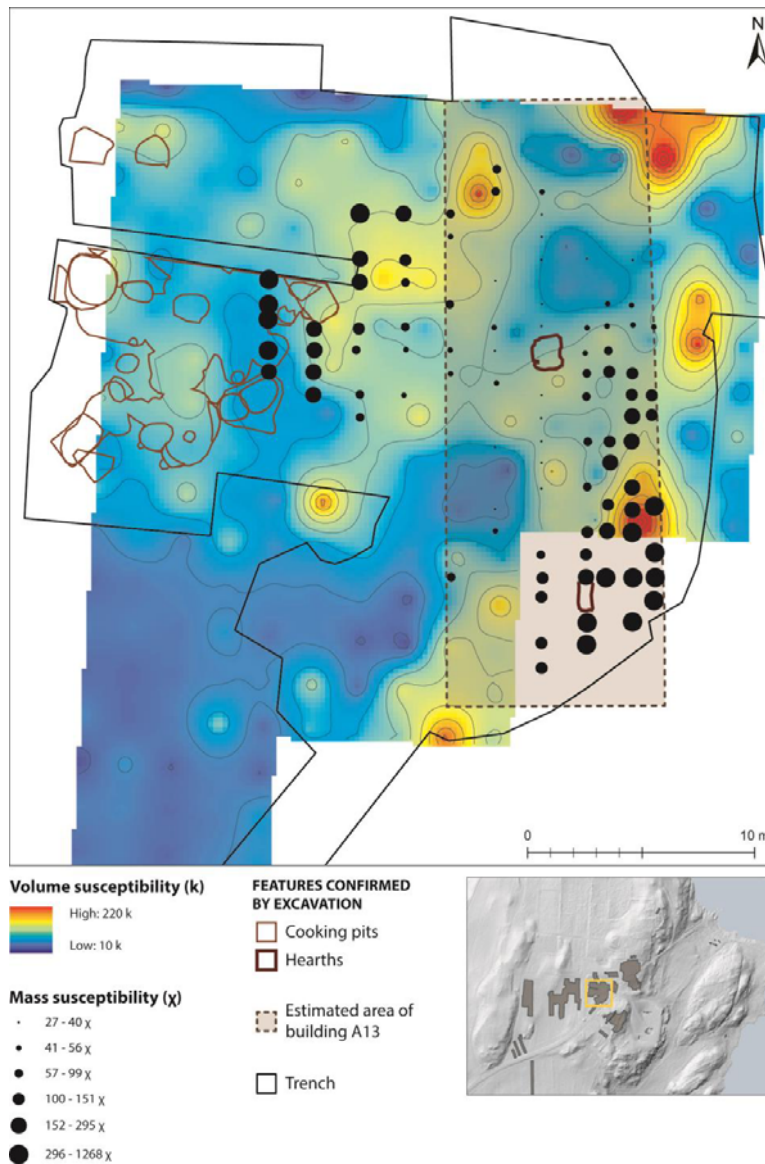 N
0
10 m
Volume susceptibility (k)
High: 220 k
Low: 10 k
Mass susceptibility (χ)
27 - 40 χ
41 - 56 χ
57 - 99 χ
100 - 151 χ
152 - 295 χ
296 - 1268 χ
FEATURES CONFIRMED
BY EXCAVATION
Cooking pits
Hearths
Estimated area of
building A13
Trench